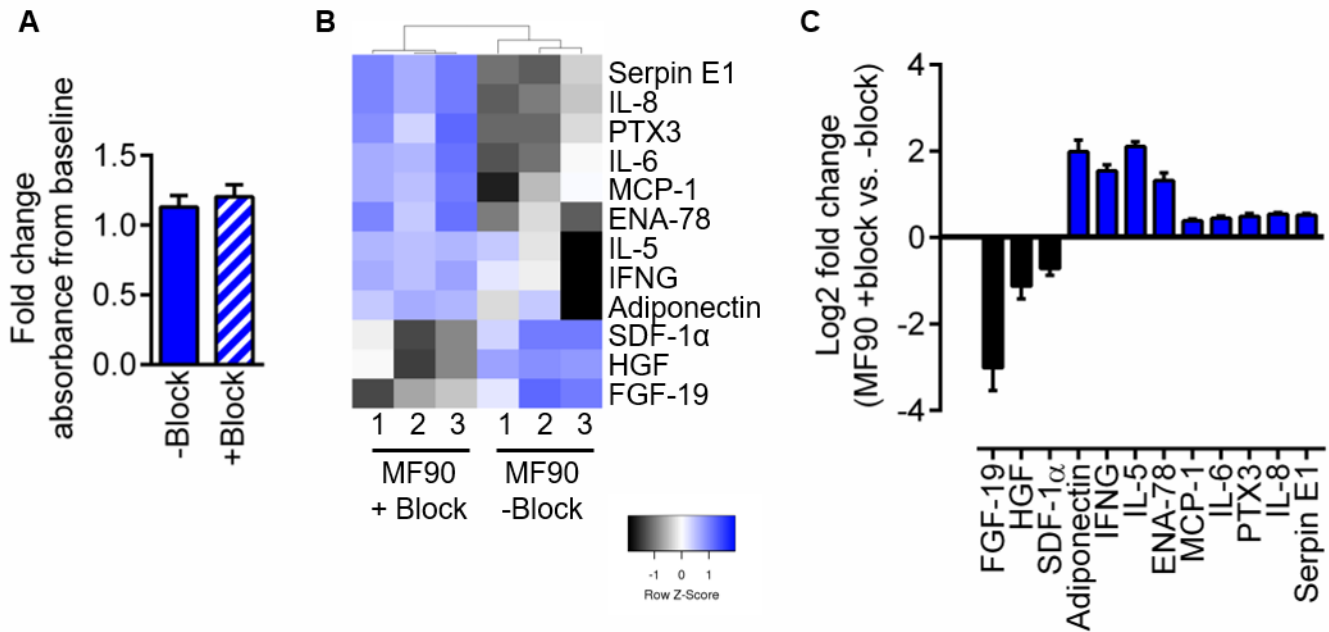 A
Fold change
absorbance from baseline
1.5
1.0
0.5
0.0
-Block
+Block
B
Serpin E1
IL-8
PTX3
IL-6
MCP-1
ENA-78
IL-5
IFNG
Adiponectin
SDF-1α
HGF
FGF-19
1 2 3 1 2 3
MF90
+ Block
MF90
-Block
-1 0 1
Row Z-Score
C
Log2 fold change
(MF90 +block vs. -block)
4
2
0
-2
-4
FGF-19
HGF
SDF-1α
Adiponectin
IFNG
IL-5
ENA-78
MCP-1
IL-6
PTX3
IL-8
Serpin E1